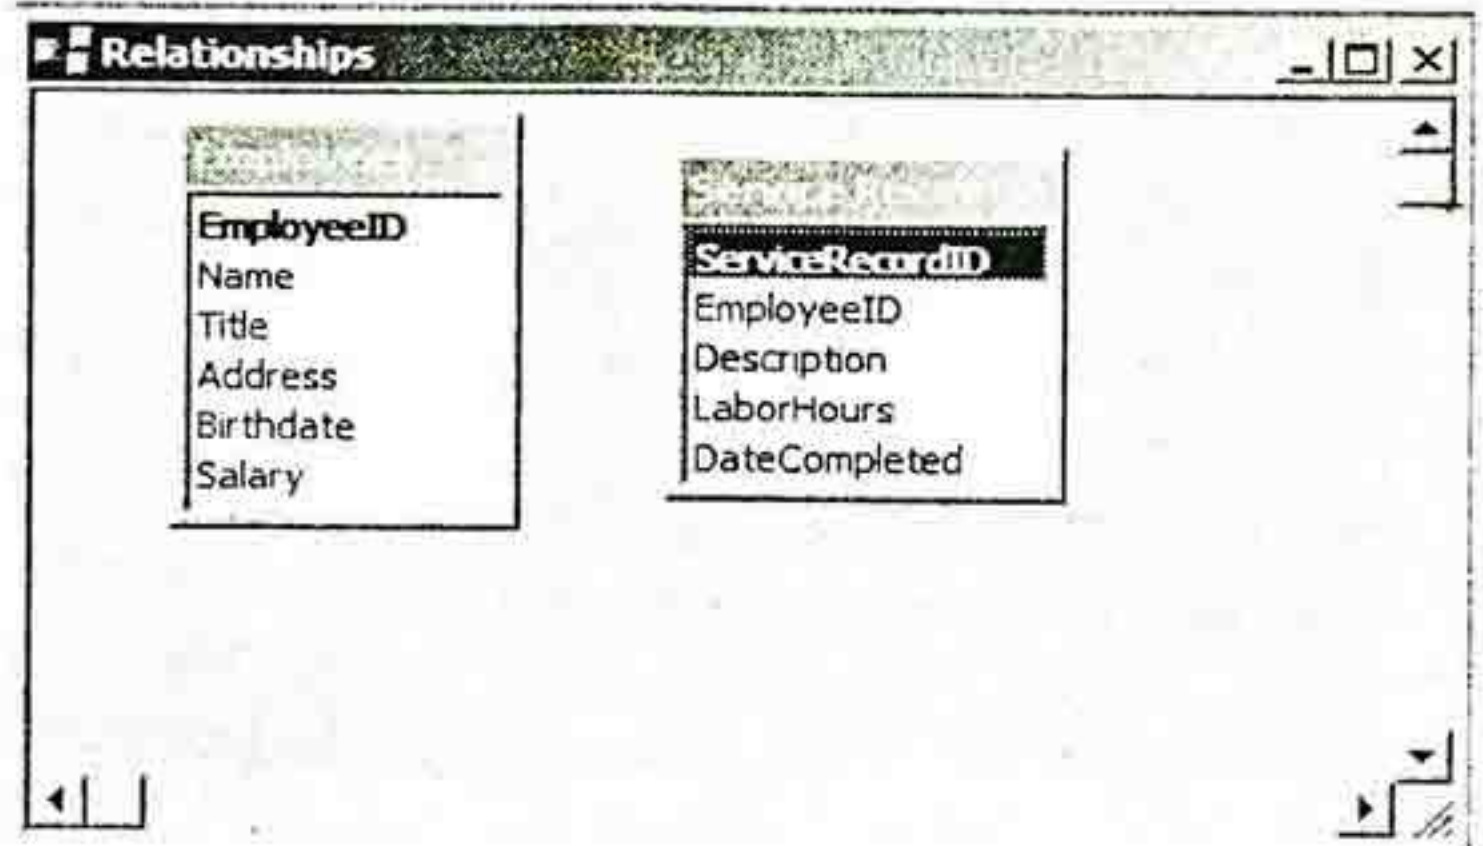 Relationships
EmployeeID
Name
Title
Address
Birthdate
Salary
ServiceRecordID
EmployeeID
Description
LaborHours
DateCompleted